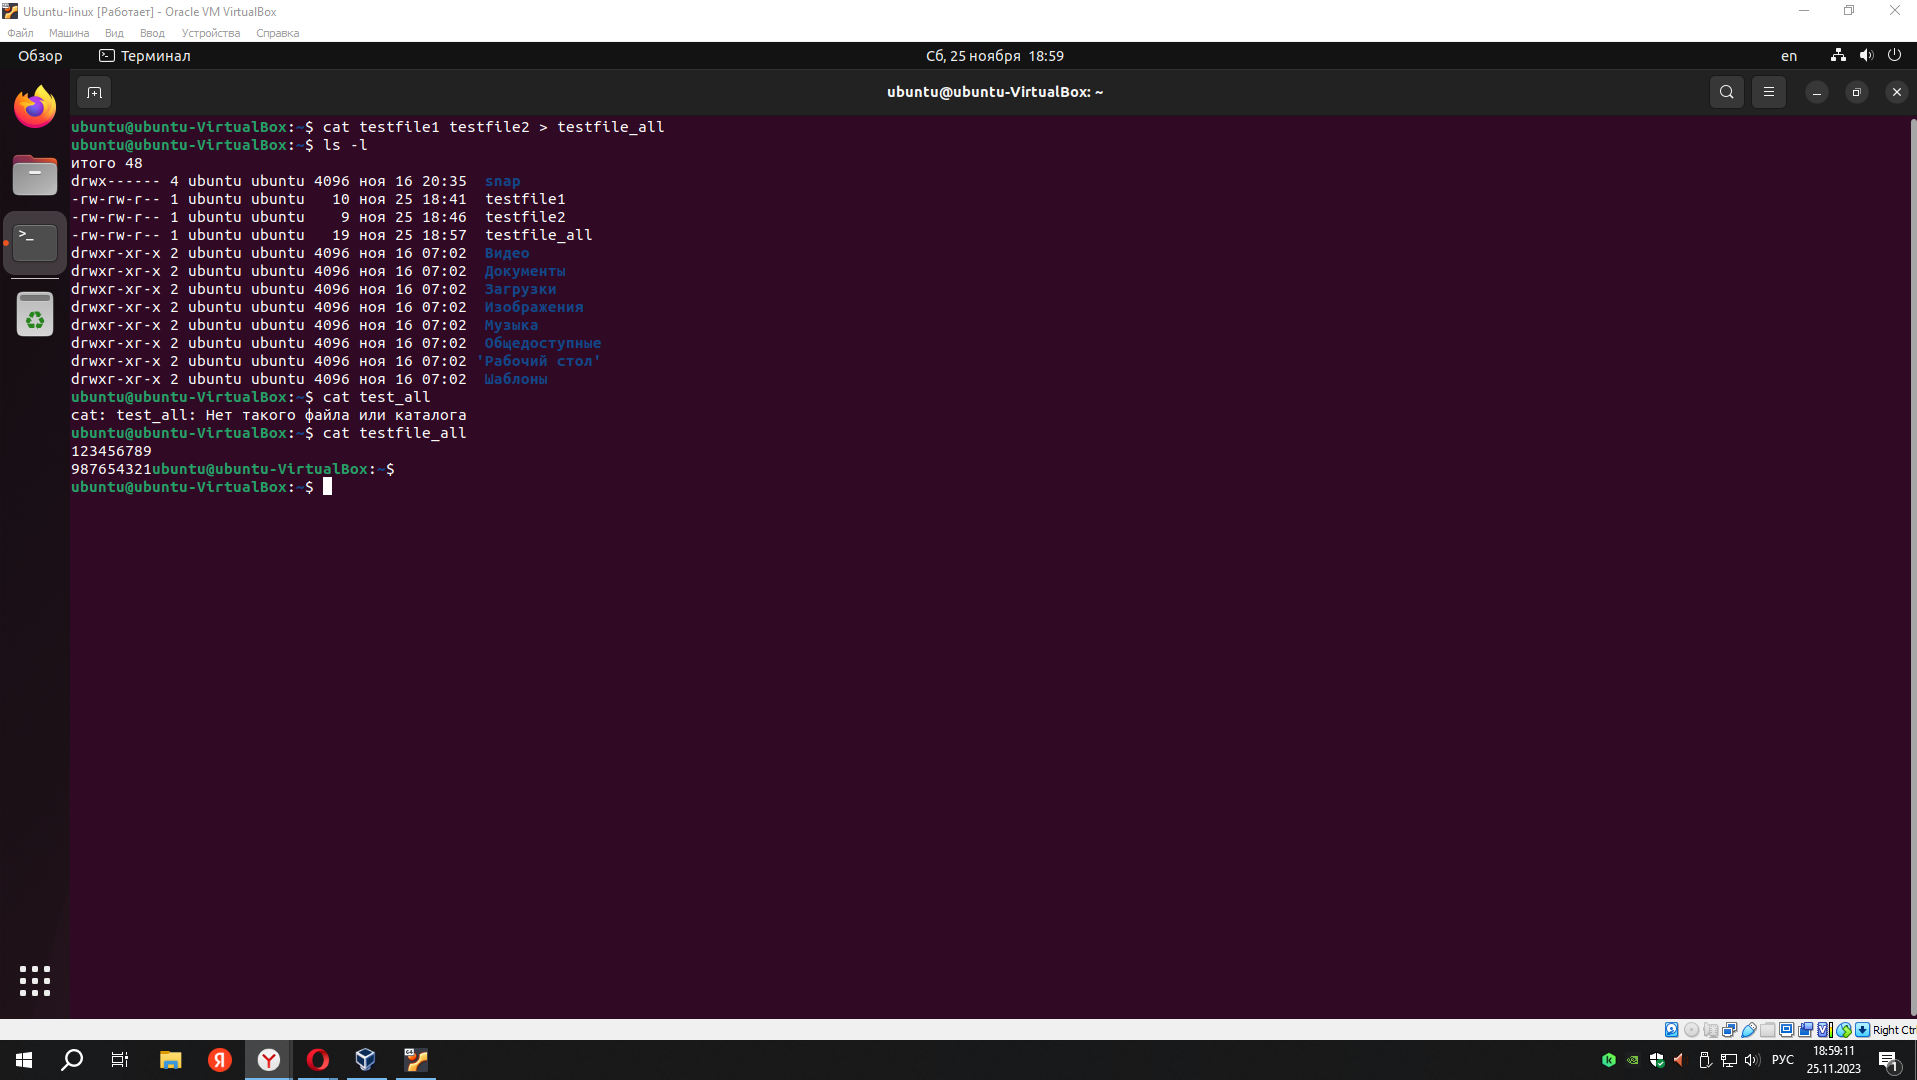 Ubuntu-linux [Работает] - Oracle VM VirtualBox
Файл Машина Вид Ввод Устройства Справка
Обзор Терминал Сб, 25 ноября 18:59 en
ubuntu@ubuntu-VirtualBox: ~
ubuntu@ubuntu-VirtualBox:~$ cat testfile1 testfile2 > testfile_all
ubuntu@ubuntu-VirtualBox:~$ ls -l
итого 48
drwx------ 4 ubuntu ubuntu 4096 ноя 16 20:35  snap
-rw-rw-r-- 1 ubuntu ubuntu   10 ноя 25 18:41  testfile1
-rw-rw-r-- 1 ubuntu ubuntu    9 ноя 25 18:46  testfile2
-rw-rw-r-- 1 ubuntu ubuntu   19 ноя 25 18:57  testfile_all
drwxr-xr-x 2 ubuntu ubuntu 4096 ноя 16 07:02  Видео
drwxr-xr-x 2 ubuntu ubuntu 4096 ноя 16 07:02  Документы
drwxr-xr-x 2 ubuntu ubuntu 4096 ноя 16 07:02  Загрузки
drwxr-xr-x 2 ubuntu ubuntu 4096 ноя 16 07:02  Изображения
drwxr-xr-x 2 ubuntu ubuntu 4096 ноя 16 07:02  Музыка
drwxr-xr-x 2 ubuntu ubuntu 4096 ноя 16 07:02  Общедоступные
drwxr-xr-x 2 ubuntu ubuntu 4096 ноя 16 07:02 'Рабочий стол'
drwxr-xr-x 2 ubuntu ubuntu 4096 ноя 16 07:02  Шаблоны
ubuntu@ubuntu-VirtualBox:~$ cat test_all
cat: test_all: Нет такого файла или каталога
ubuntu@ubuntu-VirtualBox:~$ cat testfile_all
123456789
987654321ubuntu@ubuntu-VirtualBox:~$
ubuntu@ubuntu-VirtualBox:~$
Right Ctrl
РУС 18:59:11
25.11.2023
1